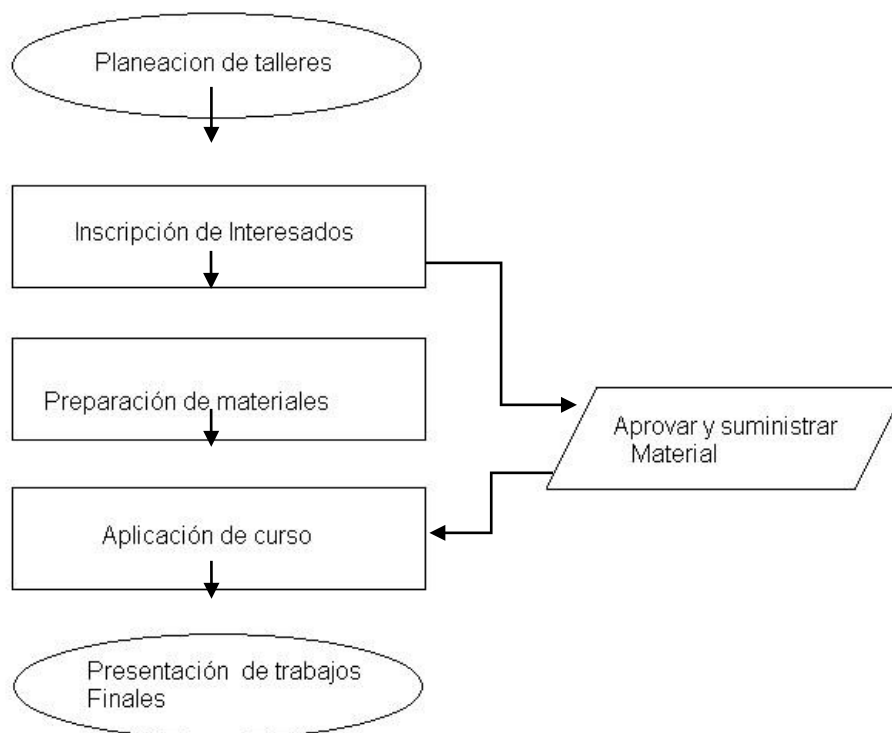 Planeacion de talleres
Inscripción de Interesados
Preparación de materiales
Aprovar y suministrar
Material
Aplicación de curso
Presentación de trabajos
Finales